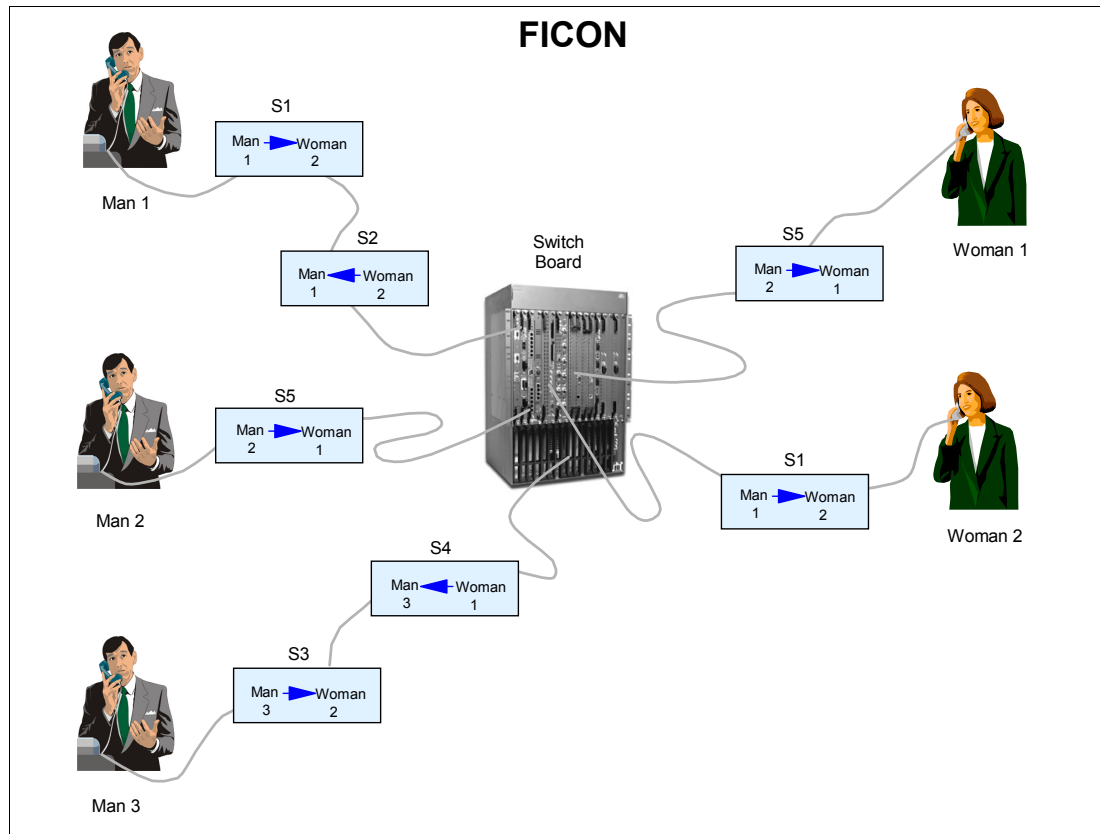 FICON
S1
Man Woman
1 2
Man 1
S2
Man Woman
1 2
Switch
Board
S5
Man Woman
2 1
Woman 1
S5
Man Woman
2 1
Man 2
S1
Man Woman
1 2
Woman 2
S4
Man Woman
3 1
S3
Man Woman
3 2
Man 3